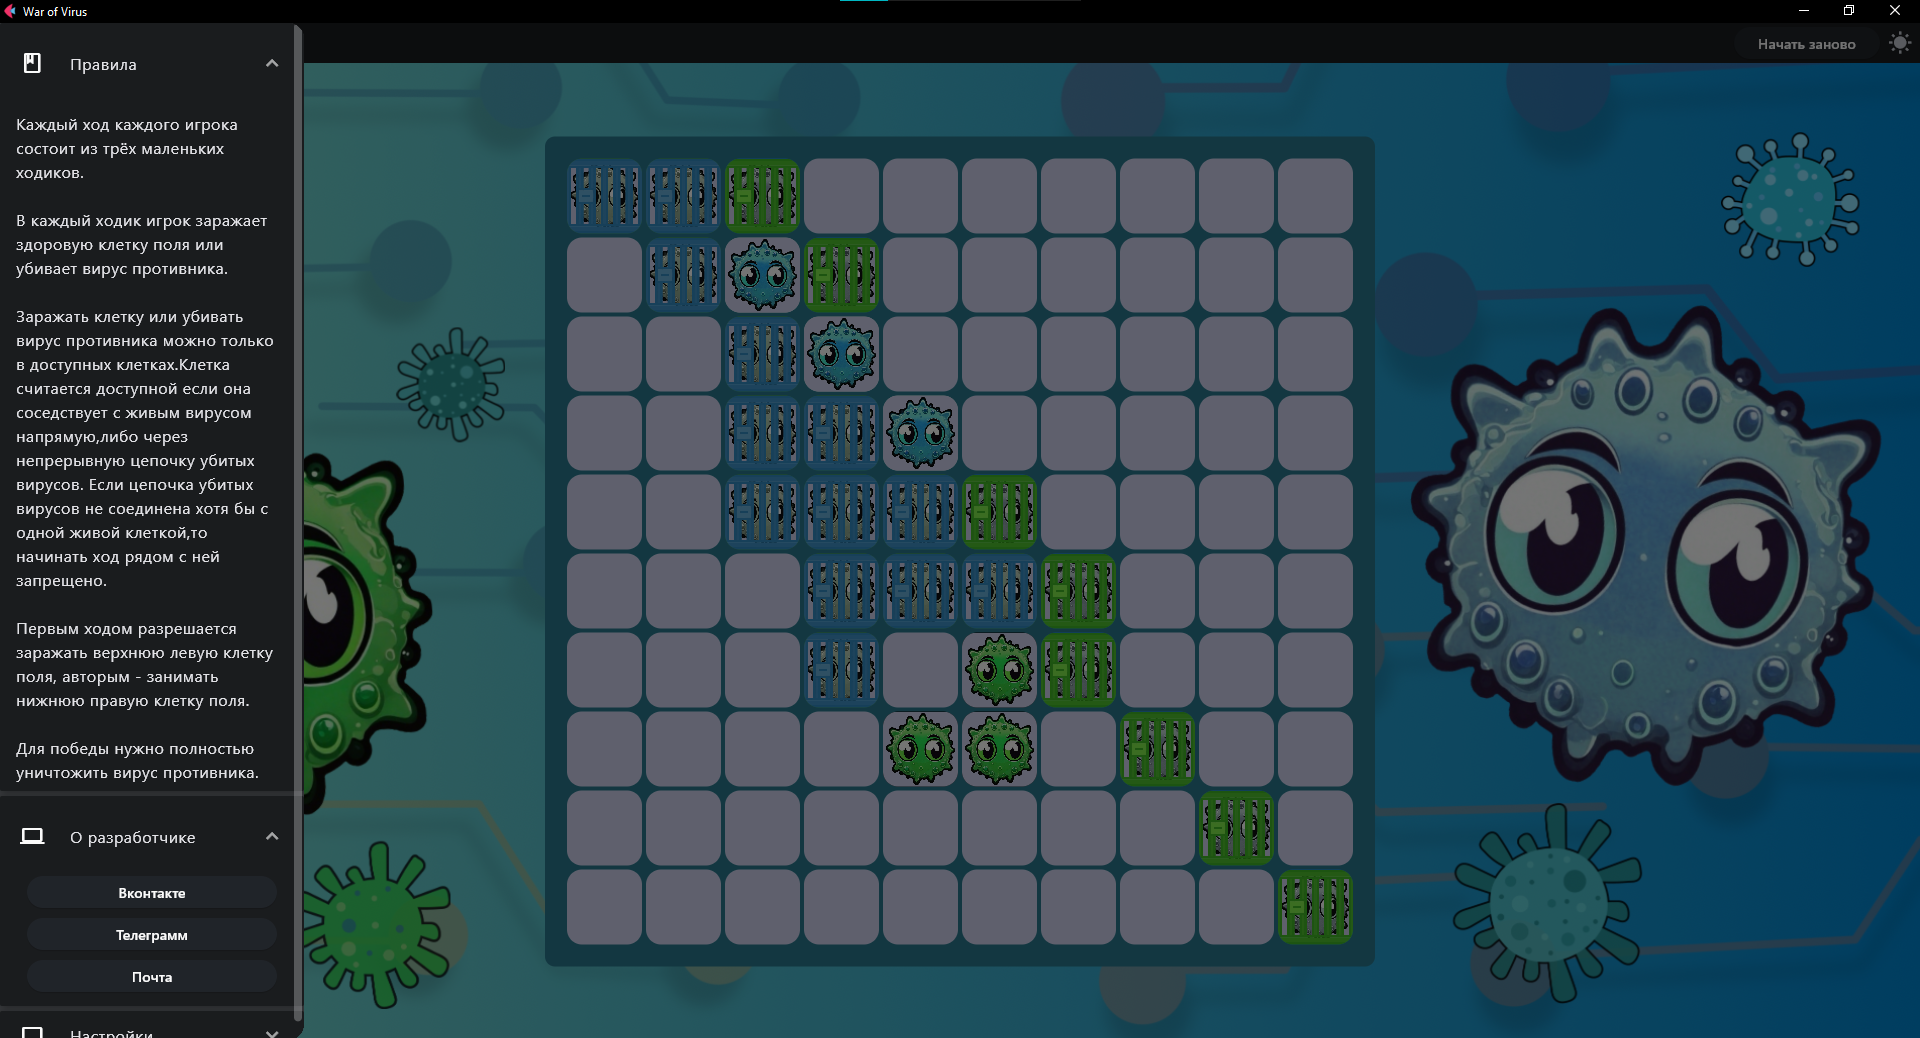 War of Virus
Начать заново
Правила
Каждый ход каждого игрока
состоит из трёх маленьких
ходиков.
В каждый ходик игрок заражает
здоровую клетку поля или
убивает вирус противника.
Заражать клетку или убивать
вирус противника можно только
в доступных клетках.Клетка
считается доступной если она
соседствует с живым вирусом
напрямую,либо через
непрерывную цепочку убитых
вирусов. Если цепочка убитых
вирусов не соединена хотя бы с
одной живой клеткой,то
начинать ход рядом с ней
запрещено.
Первым ходом разрешается
заражать верхнюю левую клетку
поля, авторым - занимать
нижнюю правую клетку поля.
Для победы нужно полностью
уничтожить вирус противника.
О разработчике
Вконтакте
Телеграмм
Почта
Настройки